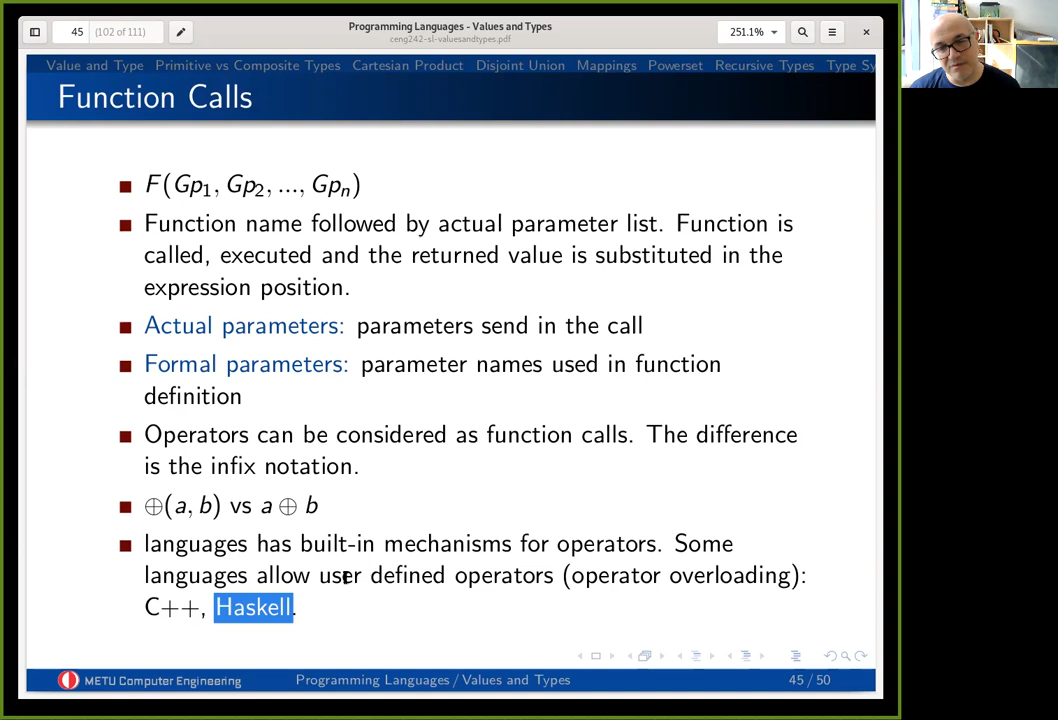 Programming Languages - Values and Types
45 (102 of 111)
ceng242-sl-valuesandtypes.pdf
251.1%
Value and Type Primitive vs Composite Types Cartesian Product Disjoint Union Mappings Powerset Recursive Types Type Sy
Function Calls
F(Gp1, Gp2, ..., Gpn)
Function name followed by actual parameter list. Function is
called, executed and the returned value is substituted in the
expression position.
Actual parameters: parameters send in the call
Formal parameters: parameter names used in function
definition
Operators can be considered as function calls. The difference
is the infix notation.
⊕(a, b) vs a ⊕ b
languages has built-in mechanisms for operators. Some
languages allow user defined operators (operator overloading):
C++, Haskell.
METU Computer Engineering Programming Languages / Values and Types 45 / 50